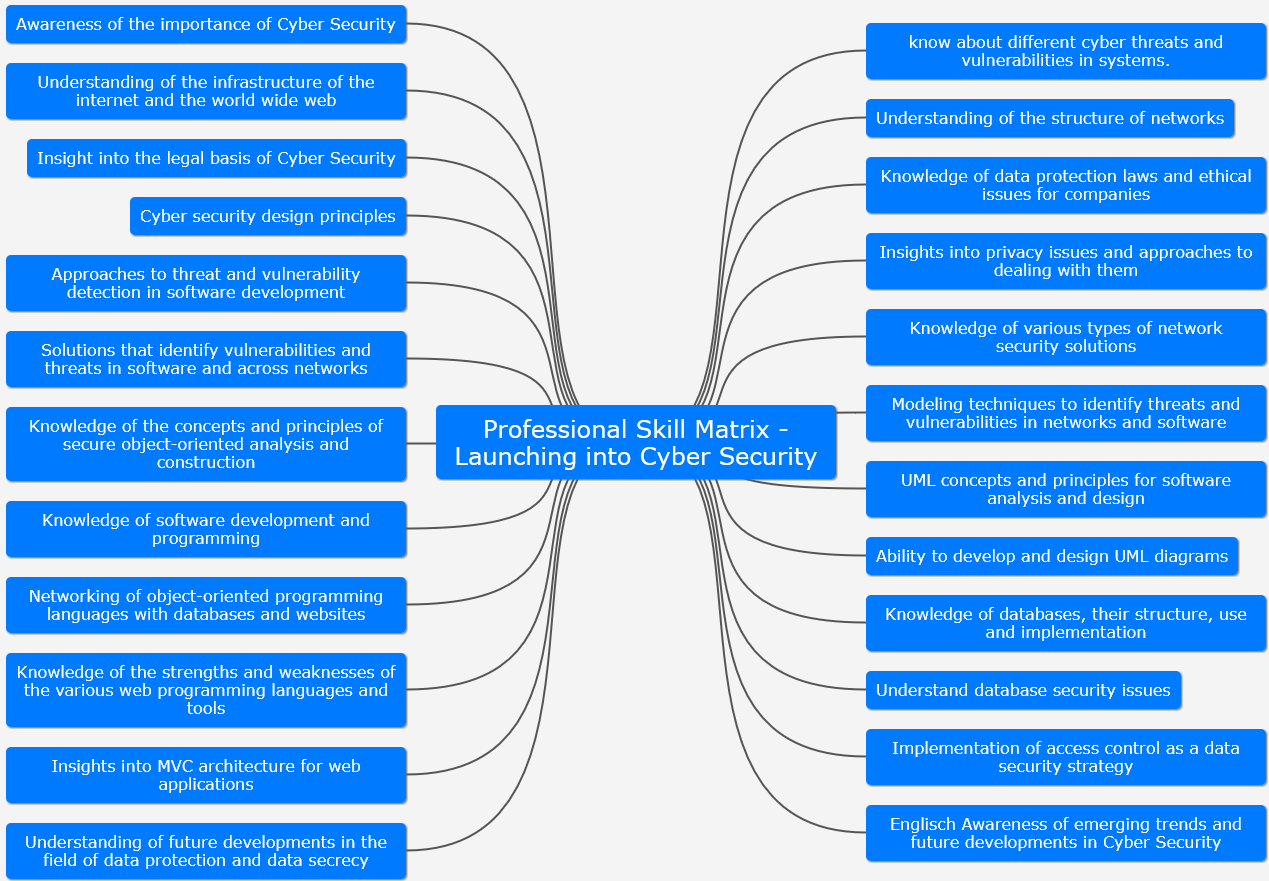 Awareness of the importance of Cyber Security
Understanding of the infrastructure of the
internet and the world wide web
Insight into the legal basis of Cyber Security
Cyber security design principles
Approaches to threat and vulnerability
detection in software development
Solutions that identify vulnerabilities and
threats in software and across networks
Knowledge of the concepts and principles of
secure object-oriented analysis and
construction
Knowledge of software development and
programming
Networking of object-oriented programming
languages with databases and websites
Knowledge of the strengths and weaknesses of
the various web programming languages and
tools
Insights into MVC architecture for web
applications
Understanding of future developments in the
field of data protection and data secrecy
Professional Skill Matrix -
Launching into Cyber Security
know about different cyber threats and
vulnerabilities in systems.
Understanding of the structure of networks
Knowledge of data protection laws and ethical
issues for companies
Insights into privacy issues and approaches to
dealing with them
Knowledge of various types of network
security solutions
Modeling techniques to identify threats and
vulnerabilities in networks and software
UML concepts and principles for software
analysis and design
Ability to develop and design UML diagrams
Knowledge of databases, their structure, use
and implementation
Understand database security issues
Implementation of access control as a data
security strategy
Englisch Awareness of emerging trends and
future developments in Cyber Security